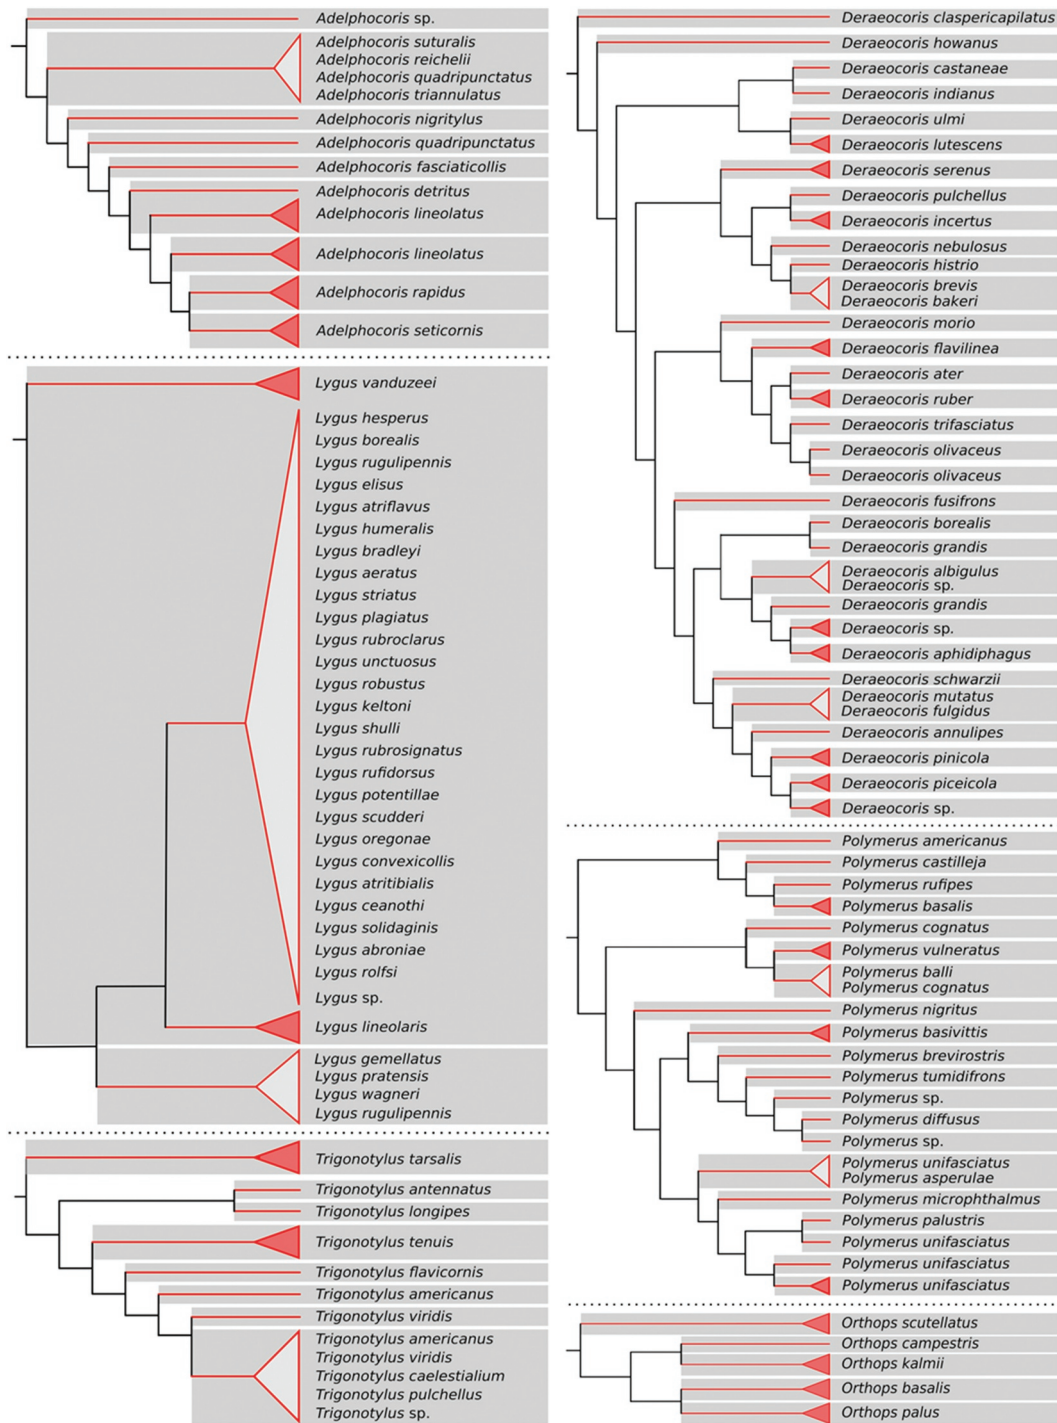 Adelphocoris sp.
Adelphocoris suturalis
Adelphocoris reichelii
Adelphocoris quadripunctatus
Adelphocoris triannulatus
Adelphocoris nigritylus
Adelphocoris quadripunctatus
Adelphocoris fasciaticollis
Adelphocoris detritus
Adelphocoris lineolatus
Adelphocoris lineolatus
Adelphocoris rapidus
Adelphocoris seticornis
Lygus vanduzeei
Lygus hesperus
Lygus borealis
Lygus rugulipennis
Lygus elisus
Lygus atriflavus
Lygus humeralis
Lygus bradleyi
Lygus aeratus
Lygus striatus
Lygus plagiatus
Lygus rubroclarus
Lygus unctuosus
Lygus robustus
Lygus keltoni
Lygus shulli
Lygus rubrosignatus
Lygus rufidorsus
Lygus potentillae
Lygus scudderi
Lygus oregonae
Lygus convexicollis
Lygus atritibialis
Lygus ceanothi
Lygus solidaginis
Lygus abroniae
Lygus rolfsi
Lygus sp.
Lygus lineolaris
Lygus gemellatus
Lygus pratensis
Lygus wagneri
Lygus rugulipennis
Trigonotylus tarsalis
Trigonotylus antennatus
Trigonotylus longipes
Trigonotylus tenuis
Trigonotylus flavicornis
Trigonotylus americanus
Trigonotylus viridis
Trigonotylus americanus
Trigonotylus viridis
Trigonotylus caelestialium
Trigonotylus pulchellus
Trigonotylus sp.
Deraeocoris claspericapilatus
Deraeocoris howanus
Deraeocoris castaneae
Deraeocoris indianus
Deraeocoris ulmi
Deraeocoris lutescens
Deraeocoris serenus
Deraeocoris pulchellus
Deraeocoris incertus
Deraeocoris nebulosus
Deraeocoris histrio
Deraeocoris brevis
Deraeocoris bakeri
Deraeocoris morio
Deraeocoris flavilinea
Deraeocoris ater
Deraeocoris ruber
Deraeocoris trifasciatus
Deraeocoris olivaceus
Deraeocoris olivaceus
Deraeocoris fusifrons
Deraeocoris borealis
Deraeocoris grandis
Deraeocoris albigulus
Deraeocoris sp.
Deraeocoris grandis
Deraeocoris sp.
Deraeocoris aphidiphagus
Deraeocoris schwarzii
Deraeocoris mutatus
Deraeocoris fulgidus
Deraeocoris annulipes
Deraeocoris pinicola
Deraeocoris piceicola
Deraeocoris sp.
Polymerus americanus
Polymerus castilleja
Polymerus rufipes
Polymerus basalis
Polymerus cognatus
Polymerus vulneratus
Polymerus balli
Polymerus cognatus
Polymerus nigritus
Polymerus basivittis
Polymerus brevirostris
Polymerus tumidifrons
Polymerus sp.
Polymerus diffusus
Polymerus sp.
Polymerus unifasciatus
Polymerus asperulae
Polymerus microphthalmus
Polymerus palustris
Polymerus unifasciatus
Polymerus unifasciatus
Polymerus unifasciatus
Orthops scutellatus
Orthops campestris
Orthops kalmii
Orthops basalis
Orthops palus